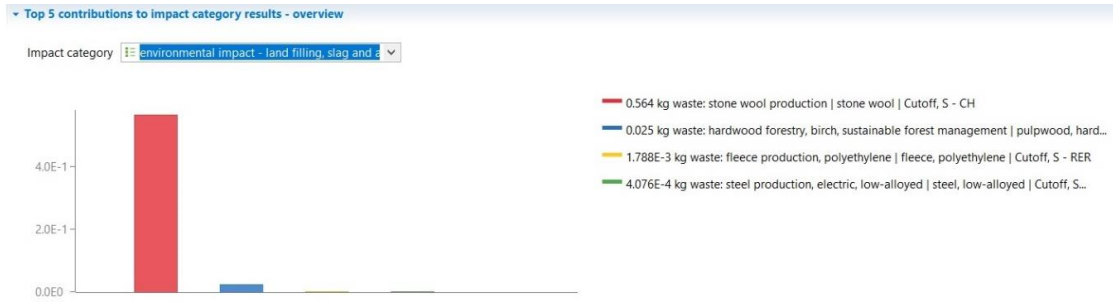 Top 5 contributions to impact category results - overview
Impact category environmental impact - land filling, slag and a
0.564 kg waste: stone wool production | stone wool | Cutoff, S - CH
0.025 kg waste: hardwood forestry, birch, sustainable forest management | pulpwood, hard...
1.788E-3 kg waste: fleece production, polyethylene | fleece, polyethylene | Cutoff, S - RER
4.076E-4 kg waste: steel production, electric, low-alloyed | steel, low-alloyed | Cutoff, S...
4.0E-1
2.0E-1
0.0E0